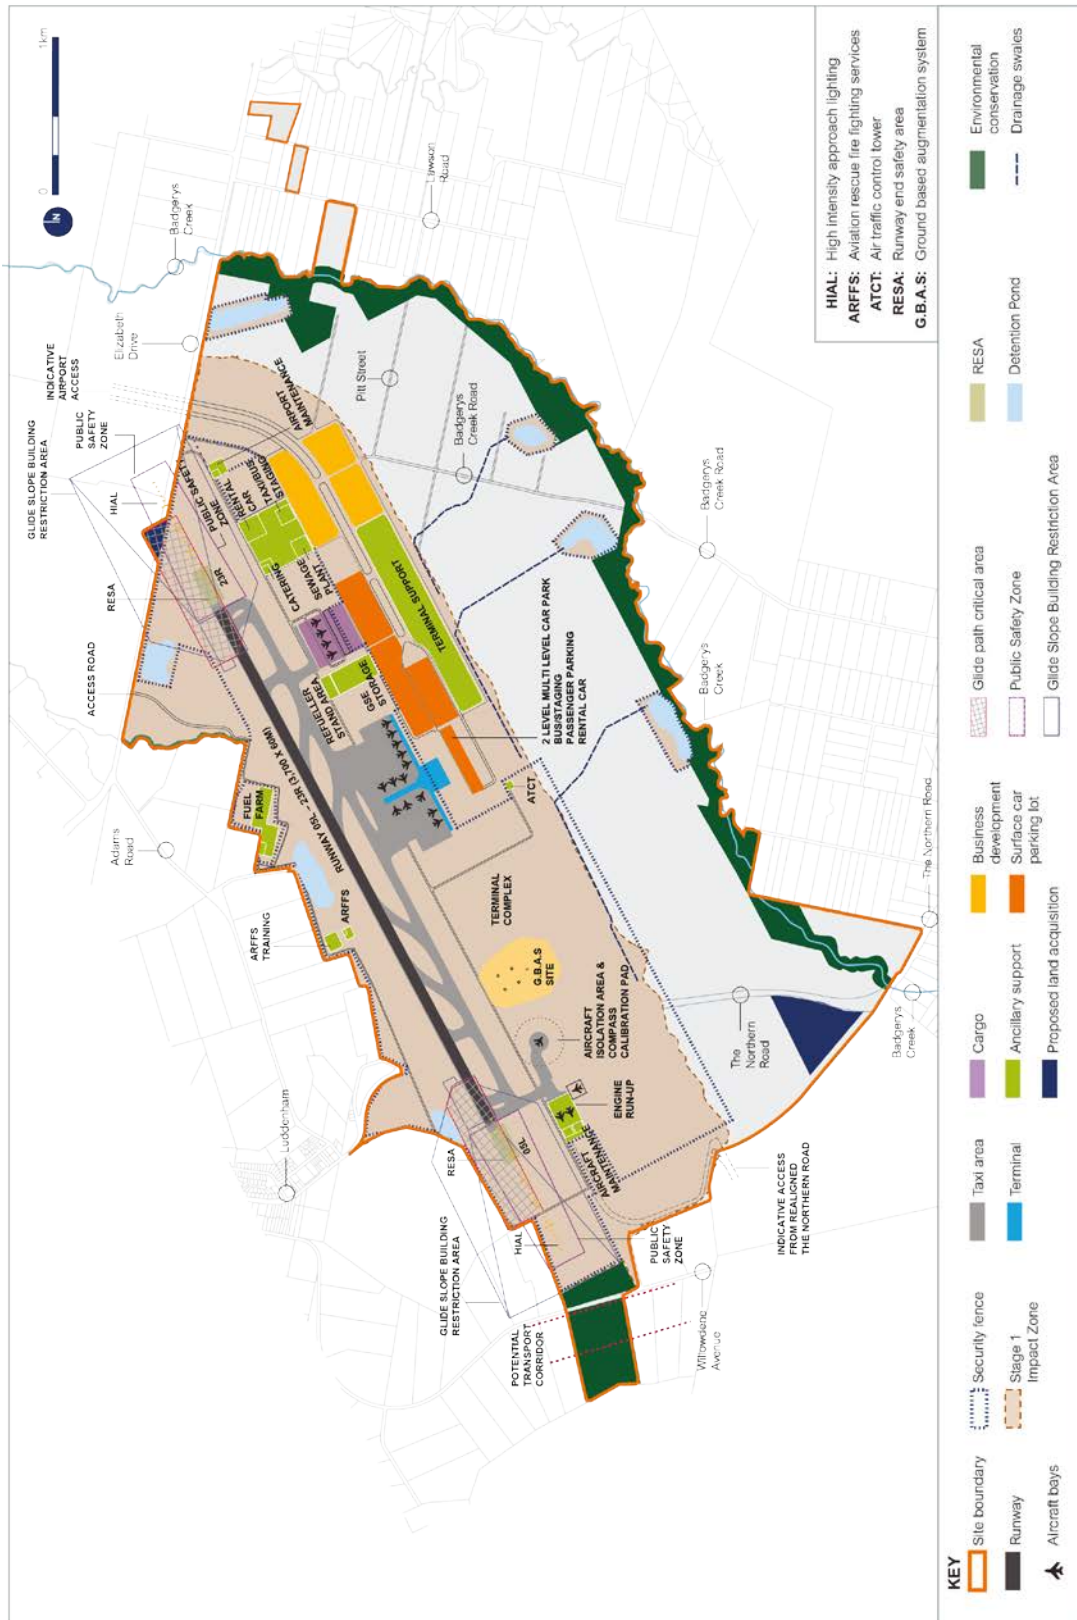 1km
0
N
Badgerys
Creek
Lawson
Road
Elizabeth
Drive
INDICATIVE
AIRPORT
ACCESS
PUBLIC
SAFETY
ZONE
GLIDE SLOPE BUILDING
RESTRICTION AREA
HIAL
RESA
ACCESS ROAD
PUBLIC SAFETY
ZONE
23R
RENTAL
CAR
TAXI/BUS
STAGING
AIRPORT
MAINTENANCE
CATERING
SEWAGE
PLANT
Pitt Street
Badgerys
Creek Road
TERMINAL SUPPORT
REFUELLER
STAND AREA
GSE
STORAGE
2 LEVEL MULTI LEVEL CAR PARK
BUS/STAGING
PASSENGER PARKING
RENTAL CAR
Badgerys
Creek Road
Badgerys
Creek
ATCT
RUNWAY 05L – 23R (3,700 X 60M)
FUEL
FARM
Adams
Road
ARFFS
ARFFS
TRAINING
TERMINAL
COMPLEX
G.B.A.S
SITE
AIRCRAFT
ISOLATION AREA &
COMPASS
CALIBRATION PAD
ENGINE
RUN-UP
The
Northern
Road
The Northern Road
Badgerys
Creek
Luddenham
RESA
05L
AIRCRAFT
MAINTENANCE
HIAL
PUBLIC
SAFETY
ZONE
GLIDE SLOPE BUILDING
RESTRICTION AREA
INDICATIVE ACCESS
FROM REALIGNED
THE NORTHERN ROAD
POTENTIAL
TRANSPORT
CORRIDOR
Willowdene
Avenue
HIAL: High intensity approach lighting
ARFFS: Aviation rescue fire fighting services
ATCT: Air traffic control tower
RESA: Runway end safety area
G.B.A.S: Ground based augmentation system
KEY
Site boundary
Runway
Aircraft bays
Security fence
Stage 1
Impact Zone
Taxi area
Terminal
Cargo
Ancillary support
Proposed land acquisition
Business
development
Surface car
parking lot
Glide path critical area
Public Safety Zone
Glide Slope Building Restriction Area
RESA
Detention Pond
Environmental
conservation
Drainage swales